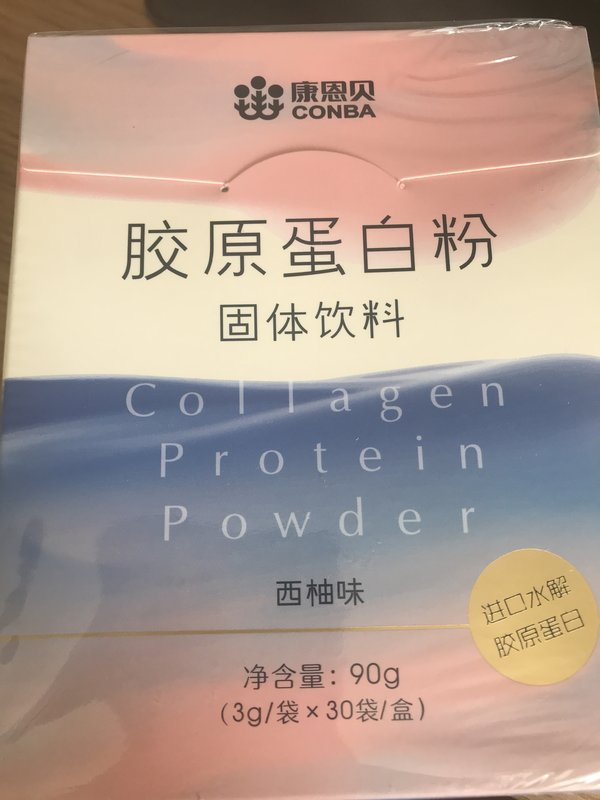 康恩贝
CONBA
胶原蛋白粉
固体饮料
Collagen
Protein
Powder
西柚味
进口水解
胶原蛋白
净含量：90g
（3g/袋×30袋/盒）